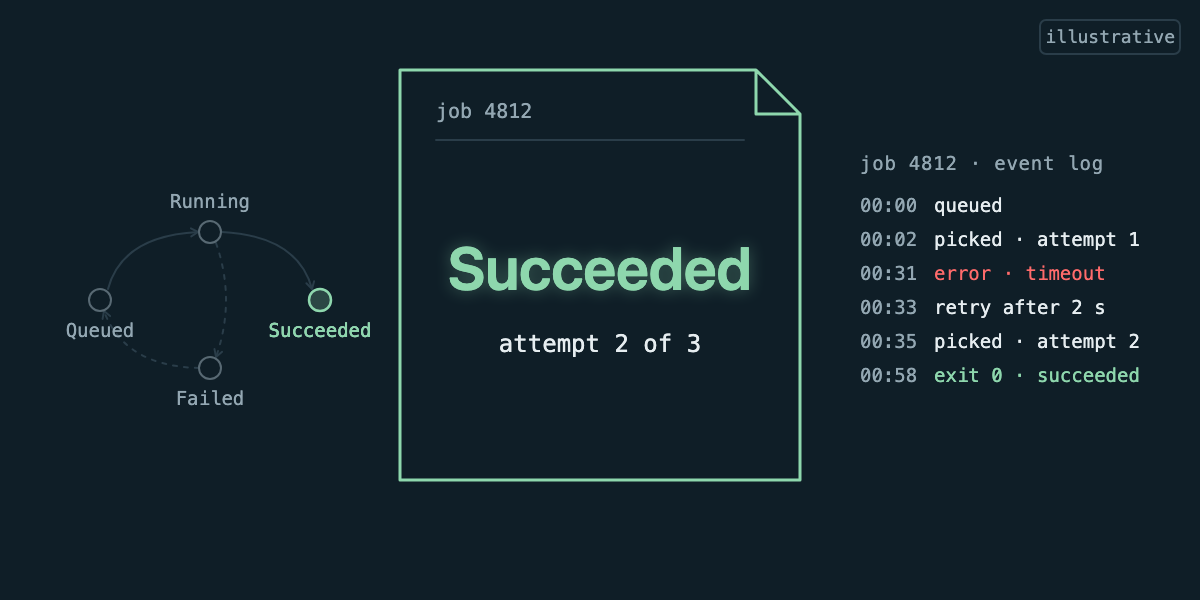 illustrative
Running
Queued
Succeeded
Failed
job 4812
Succeeded
attempt 2 of 3
job 4812 · event log
00:00 queued
00:02 picked · attempt 1
00:31 error · timeout
00:33 retry after 2 s
00:35 picked · attempt 2
00:58 exit 0 · succeeded